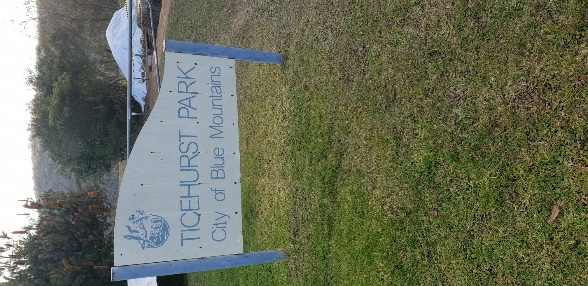 TICEHURST PARK
City of Blue Mountains